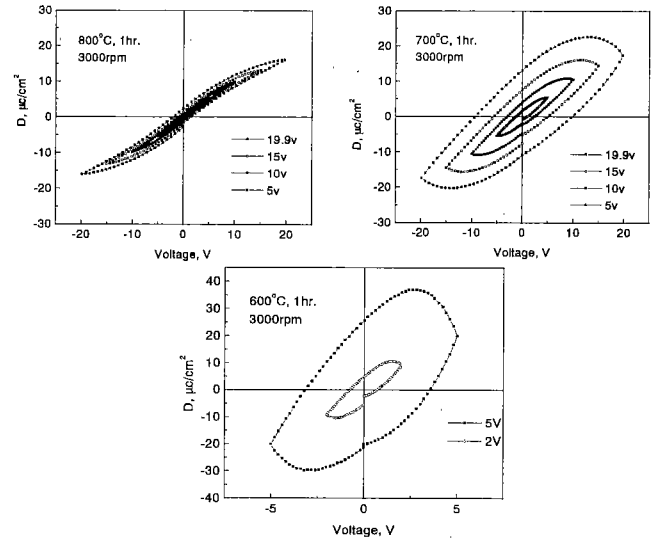 800°C, 1hr.
3000rpm
D, μc/cm²
30
20
10
0
-10
-20
-30
19.9v
15v
10v
5v
-20
-10
0
10
20
Voltage, V
700°C, 1hr.
3000rpm
D, μc/cm²
30
20
10
0
-10
-20
-30
19.9v
15v
10v
5v
-20
-10
0
10
20
Voltage, V
600°C, 1hr.
3000rpm
D, μc/cm²
40
30
20
10
0
-10
-20
-30
-40
5V
2V
-5
0
5
Voltage, V